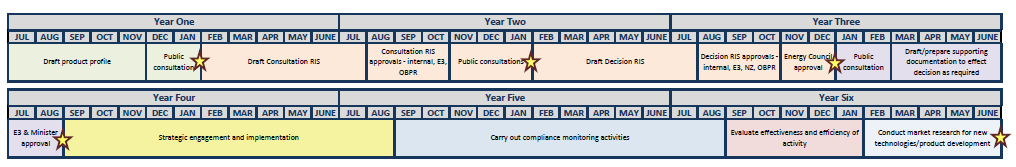 Year One Year Two Year Three
JUL AUG SEP OCT NOV DEC JAN FEB MAR APR MAY JUNE JUL AUG SEP OCT NOV DEC JAN FEB MAR APR MAY JUNE JUL AUG SEP OCT NOV DEC JAN FEB MAR APR MAY JUNE
Draft product profile
Public
consultation
Draft Consultation RIS
Consultation RIS
approvals - internal, E3,
OBPR
Public consultations
Draft Decision RIS
Decision RIS approvals -
internal, E3, NZ, OBPR
Energy Council
approval
Public
consultation
Draft/prepare supporting
documentation to effect
decision as required
Year Four Year Five Year Six
JUL AUG SEP OCT NOV DEC JAN FEB MAR APR MAY JUNE JUL AUG SEP OCT NOV DEC JAN FEB MAR APR MAY JUNE JUL AUG SEP OCT NOV DEC JAN FEB MAR APR MAY JUNE
E3 & Minister
approval
Strategic engagement and implementation
Carry out compliance monitoring activities
Evaluate effectiveness and efficiency of
activity
Conduct market research for new
technologies/product development